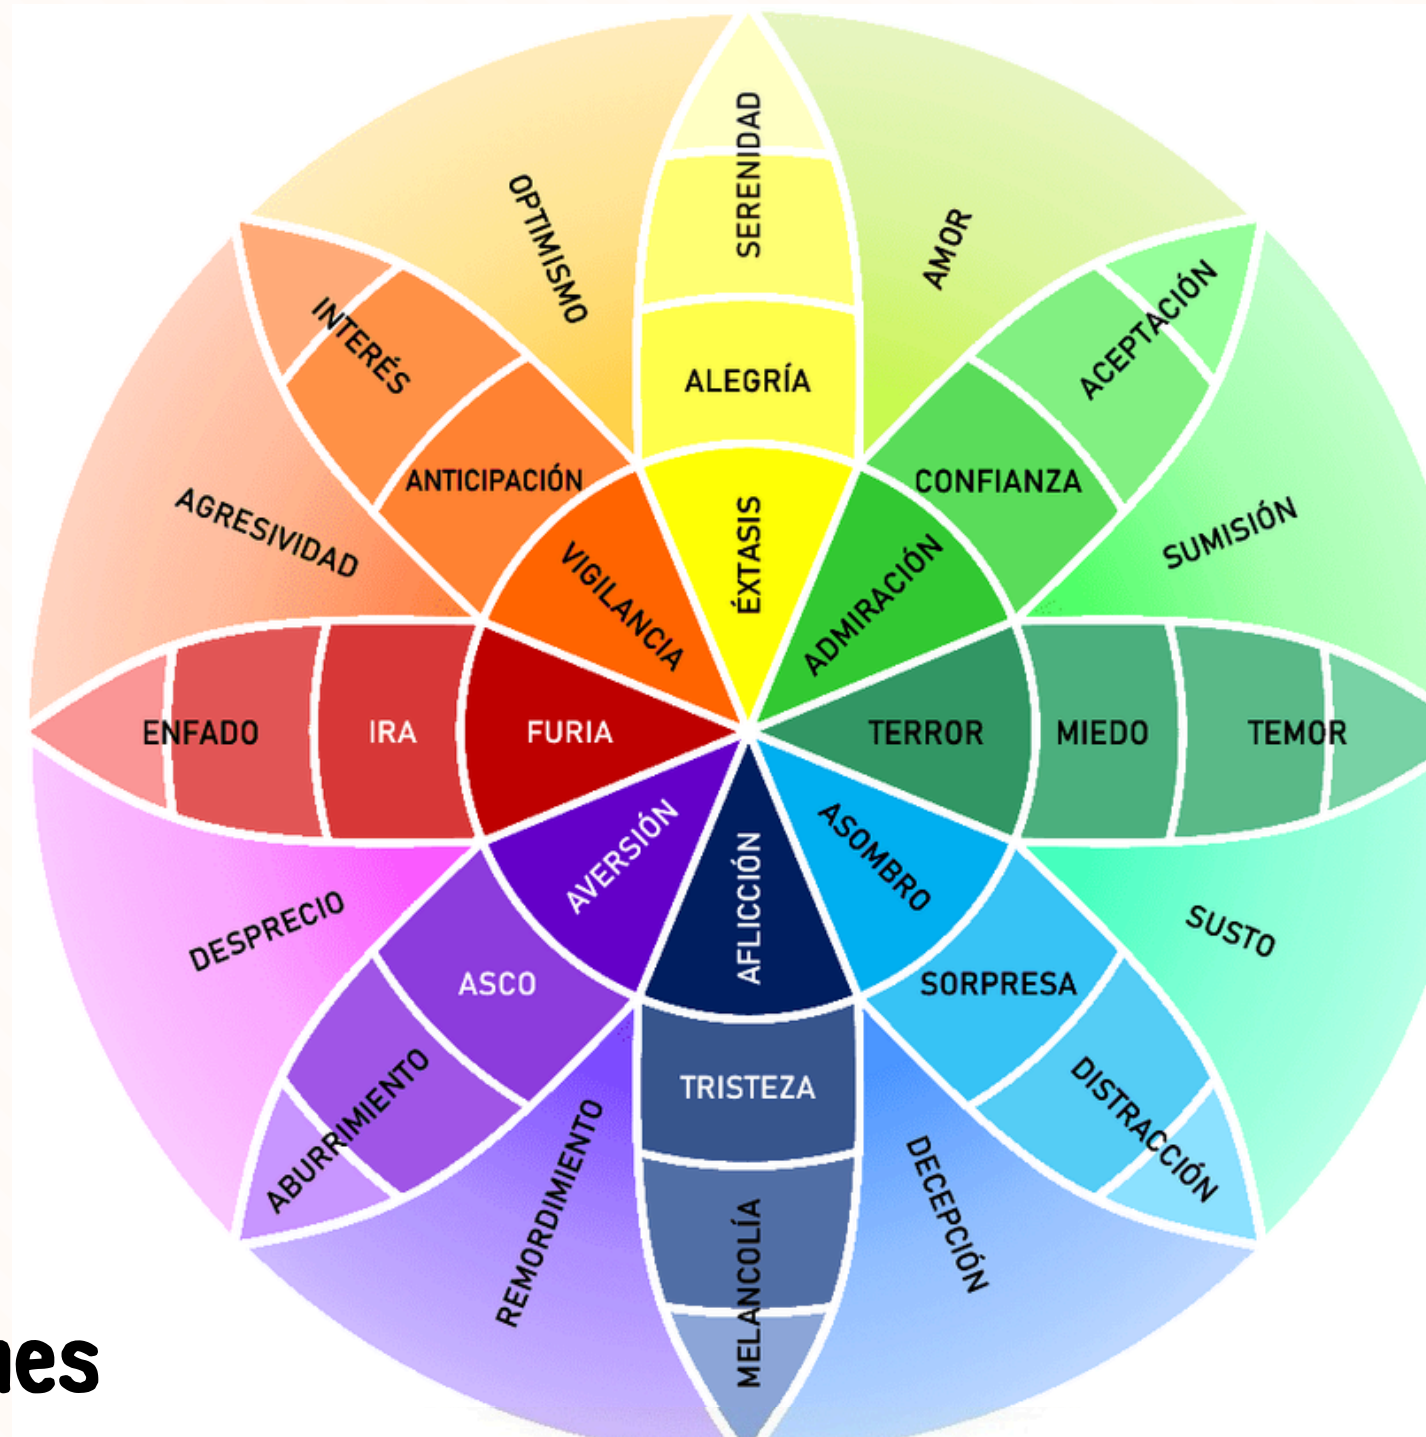 SERENIDAD
OPTIMISMO
AMOR
INTERÉS
ACEPTACIÓN
ALEGRÍA
ANTICIPACIÓN
CONFIANZA
AGRESIVIDAD
SUMISIÓN
VIGILANCIA
ÉXTASIS
ADMIRACIÓN
ENFADO
IRA
FURIA
TERROR
MIEDO
TEMOR
AVERSIÓN
AFLICCIÓN
ASOMBRO
DESPRECIO
SUSTO
ASCO
SORPRESA
TRISTEZA
ABURRIMIENTO
DISTRACCIÓN
REMORDIMIENTO
DECEPCIÓN
MELANCOLÍA